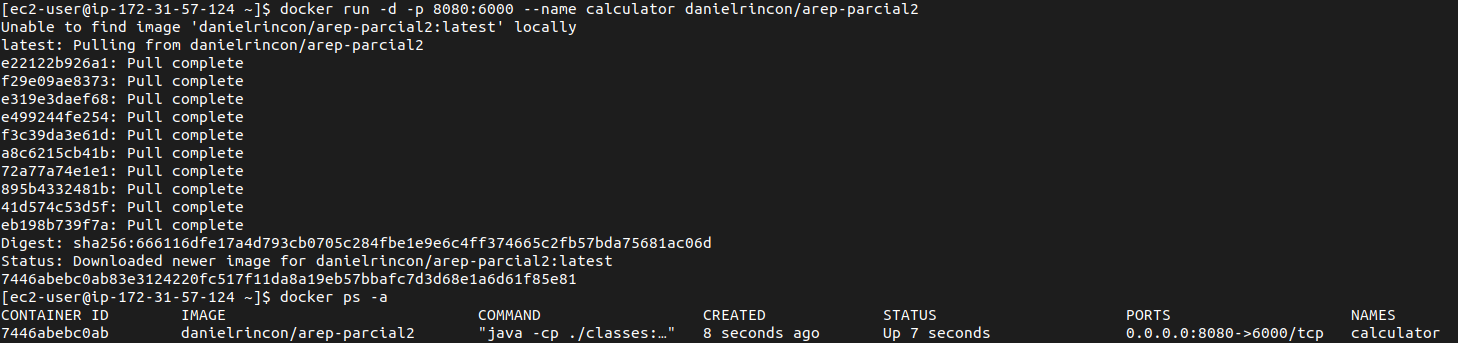 [ec2-user@ip-172-31-57-124 ~]$ docker run -d -p 8080:6000 --name calculator danielrincon/arep-parcial2
Unable to find image 'danielrincon/arep-parcial2:latest' locally
latest: Pulling from danielrincon/arep-parcial2
e22122b926a1: Pull complete
f29e09ae8373: Pull complete
e319e3daef68: Pull complete
e499244fe254: Pull complete
f3c39da3e61d: Pull complete
a8c6215cb41b: Pull complete
72a77a74e1e1: Pull complete
895b4332481b: Pull complete
41d574c53d5f: Pull complete
eb198b739f7a: Pull complete
Digest: sha256:666116dfe17a4d793cb0705c284fbe1e9e6c4ff374665c2fb57bda75681ac06d
Status: Downloaded newer image for danielrincon/arep-parcial2:latest
7446abebc0ab83e3124220fc517f11da8a19eb57bbafc7d3d68e1a6d61f85e81
[ec2-user@ip-172-31-57-124 ~]$ docker ps -a
CONTAINER ID IMAGE COMMAND CREATED STATUS PORTS NAMES
7446abebc0ab danielrincon/arep-parcial2 "java -cp ./classes:…" 8 seconds ago Up 7 seconds 0.0.0.0:8080->6000/tcp calculator